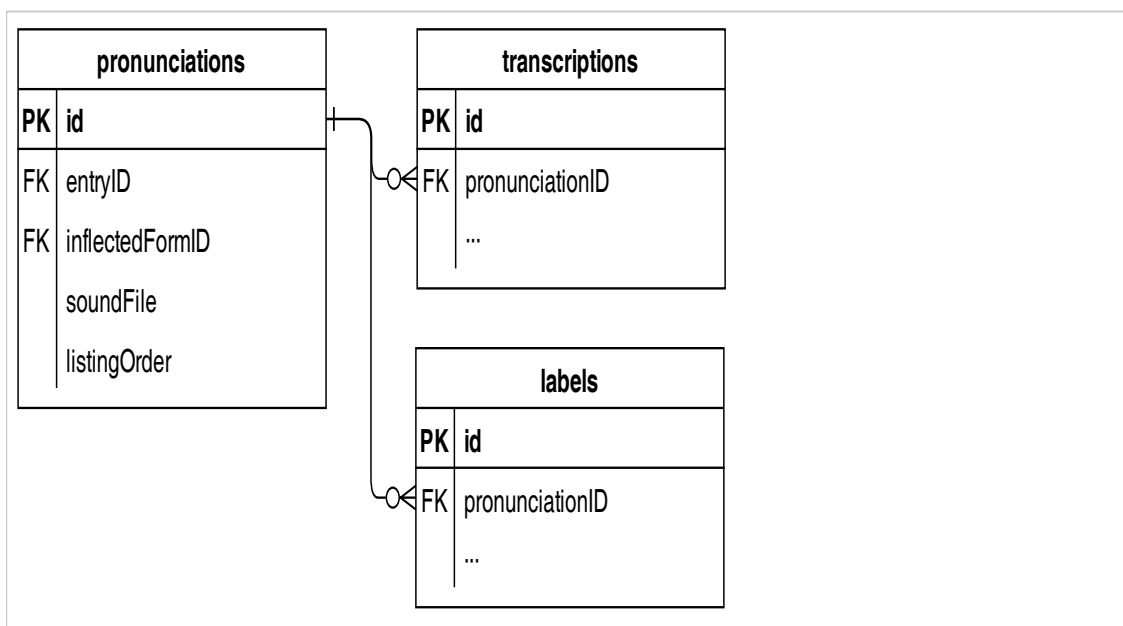 pronunciations
PK id
FK entryID
FK inflectedFormID
soundFile
listingOrder
transcriptions
PK id
FK pronunciationID
...
labels
PK id
FK pronunciationID
...